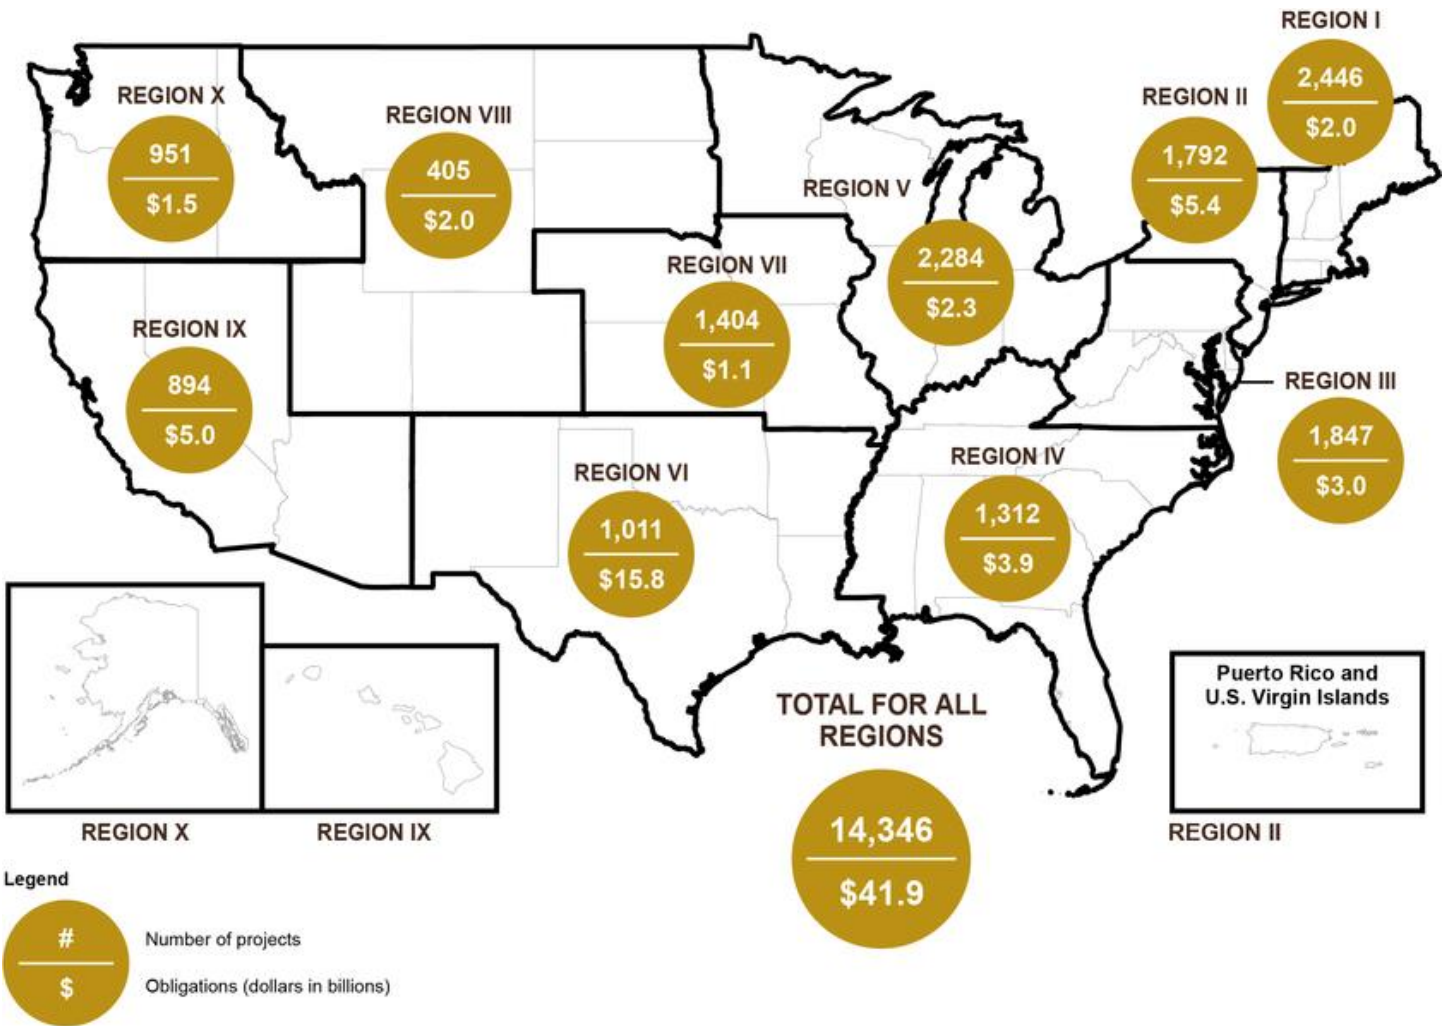 REGION I
2,446
$2.0
REGION II
1,792
$5.4
REGION X
951
$1.5
REGION VIII
405
$2.0
REGION V
2,284
$2.3
REGION VII
1,404
$1.1
REGION IX
894
$5.0
REGION III
1,847
$3.0
REGION IV
1,312
$3.9
REGION VI
1,011
$15.8
Puerto Rico and
U.S. Virgin Islands
REGION II
TOTAL FOR ALL
REGIONS
14,346
$41.9
REGION X
REGION IX
Legend
#
Number of projects
$
Obligations (dollars in billions)